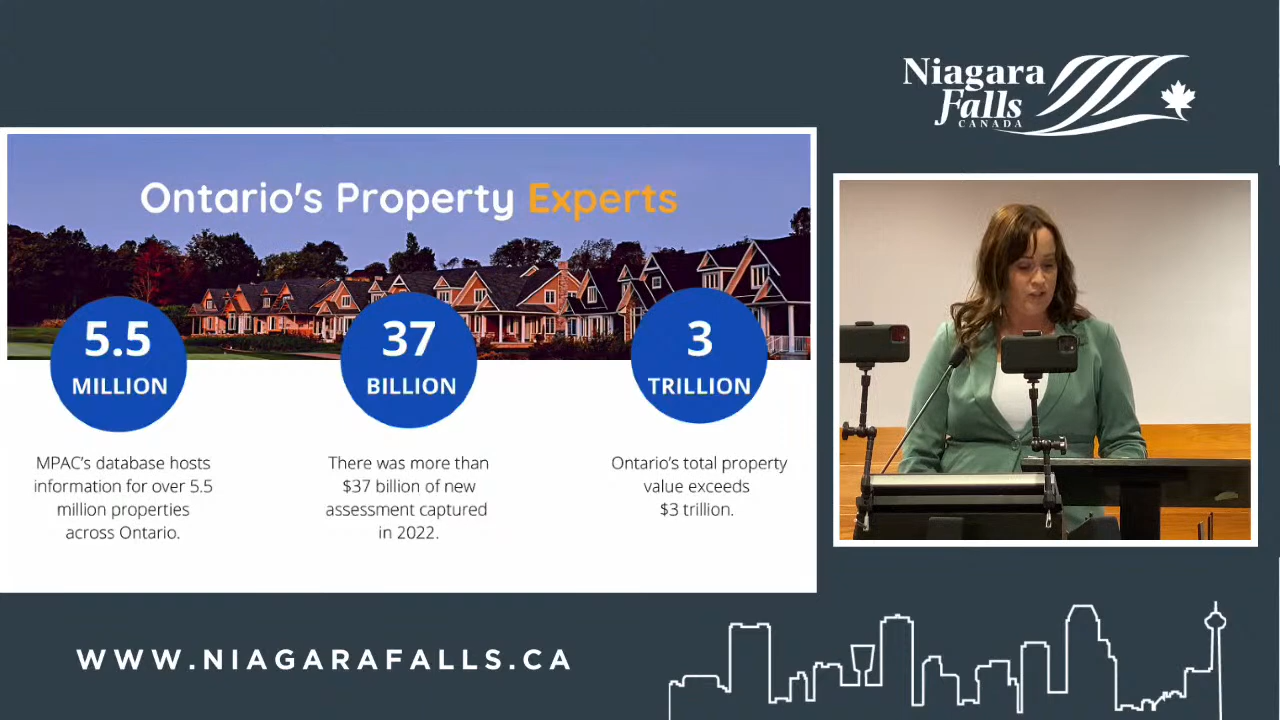 Niagara
Falls
CANADA
Ontario's Property Experts
5.5
MILLION
37
BILLION
3
TRILLION
MPAC's database hosts
information for over 5.5
million properties
across Ontario.
There was more than
$37 billion of new
assessment captured
in 2022.
Ontario's total property
value exceeds
$3 trillion.
WWW.NIAGARAFALLS.CA